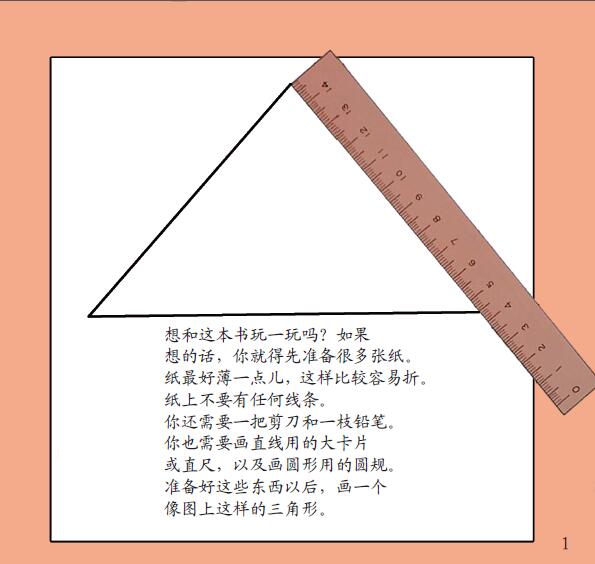 14
13
12
11
10
9
8
7
6
5
4
3
2
1
0
想和这本书玩一玩吗？如果
想的话，你就得先准备很多张纸。
纸最好薄一点儿，这样比较容易折。
纸上不要有任何线条。
你还需要一把剪刀和一枝铅笔。
你也需要画直线用的大卡片
或直尺，以及画圆形用的圆规。
准备好这些东西以后，画一个
像图上这样的三角形。
1